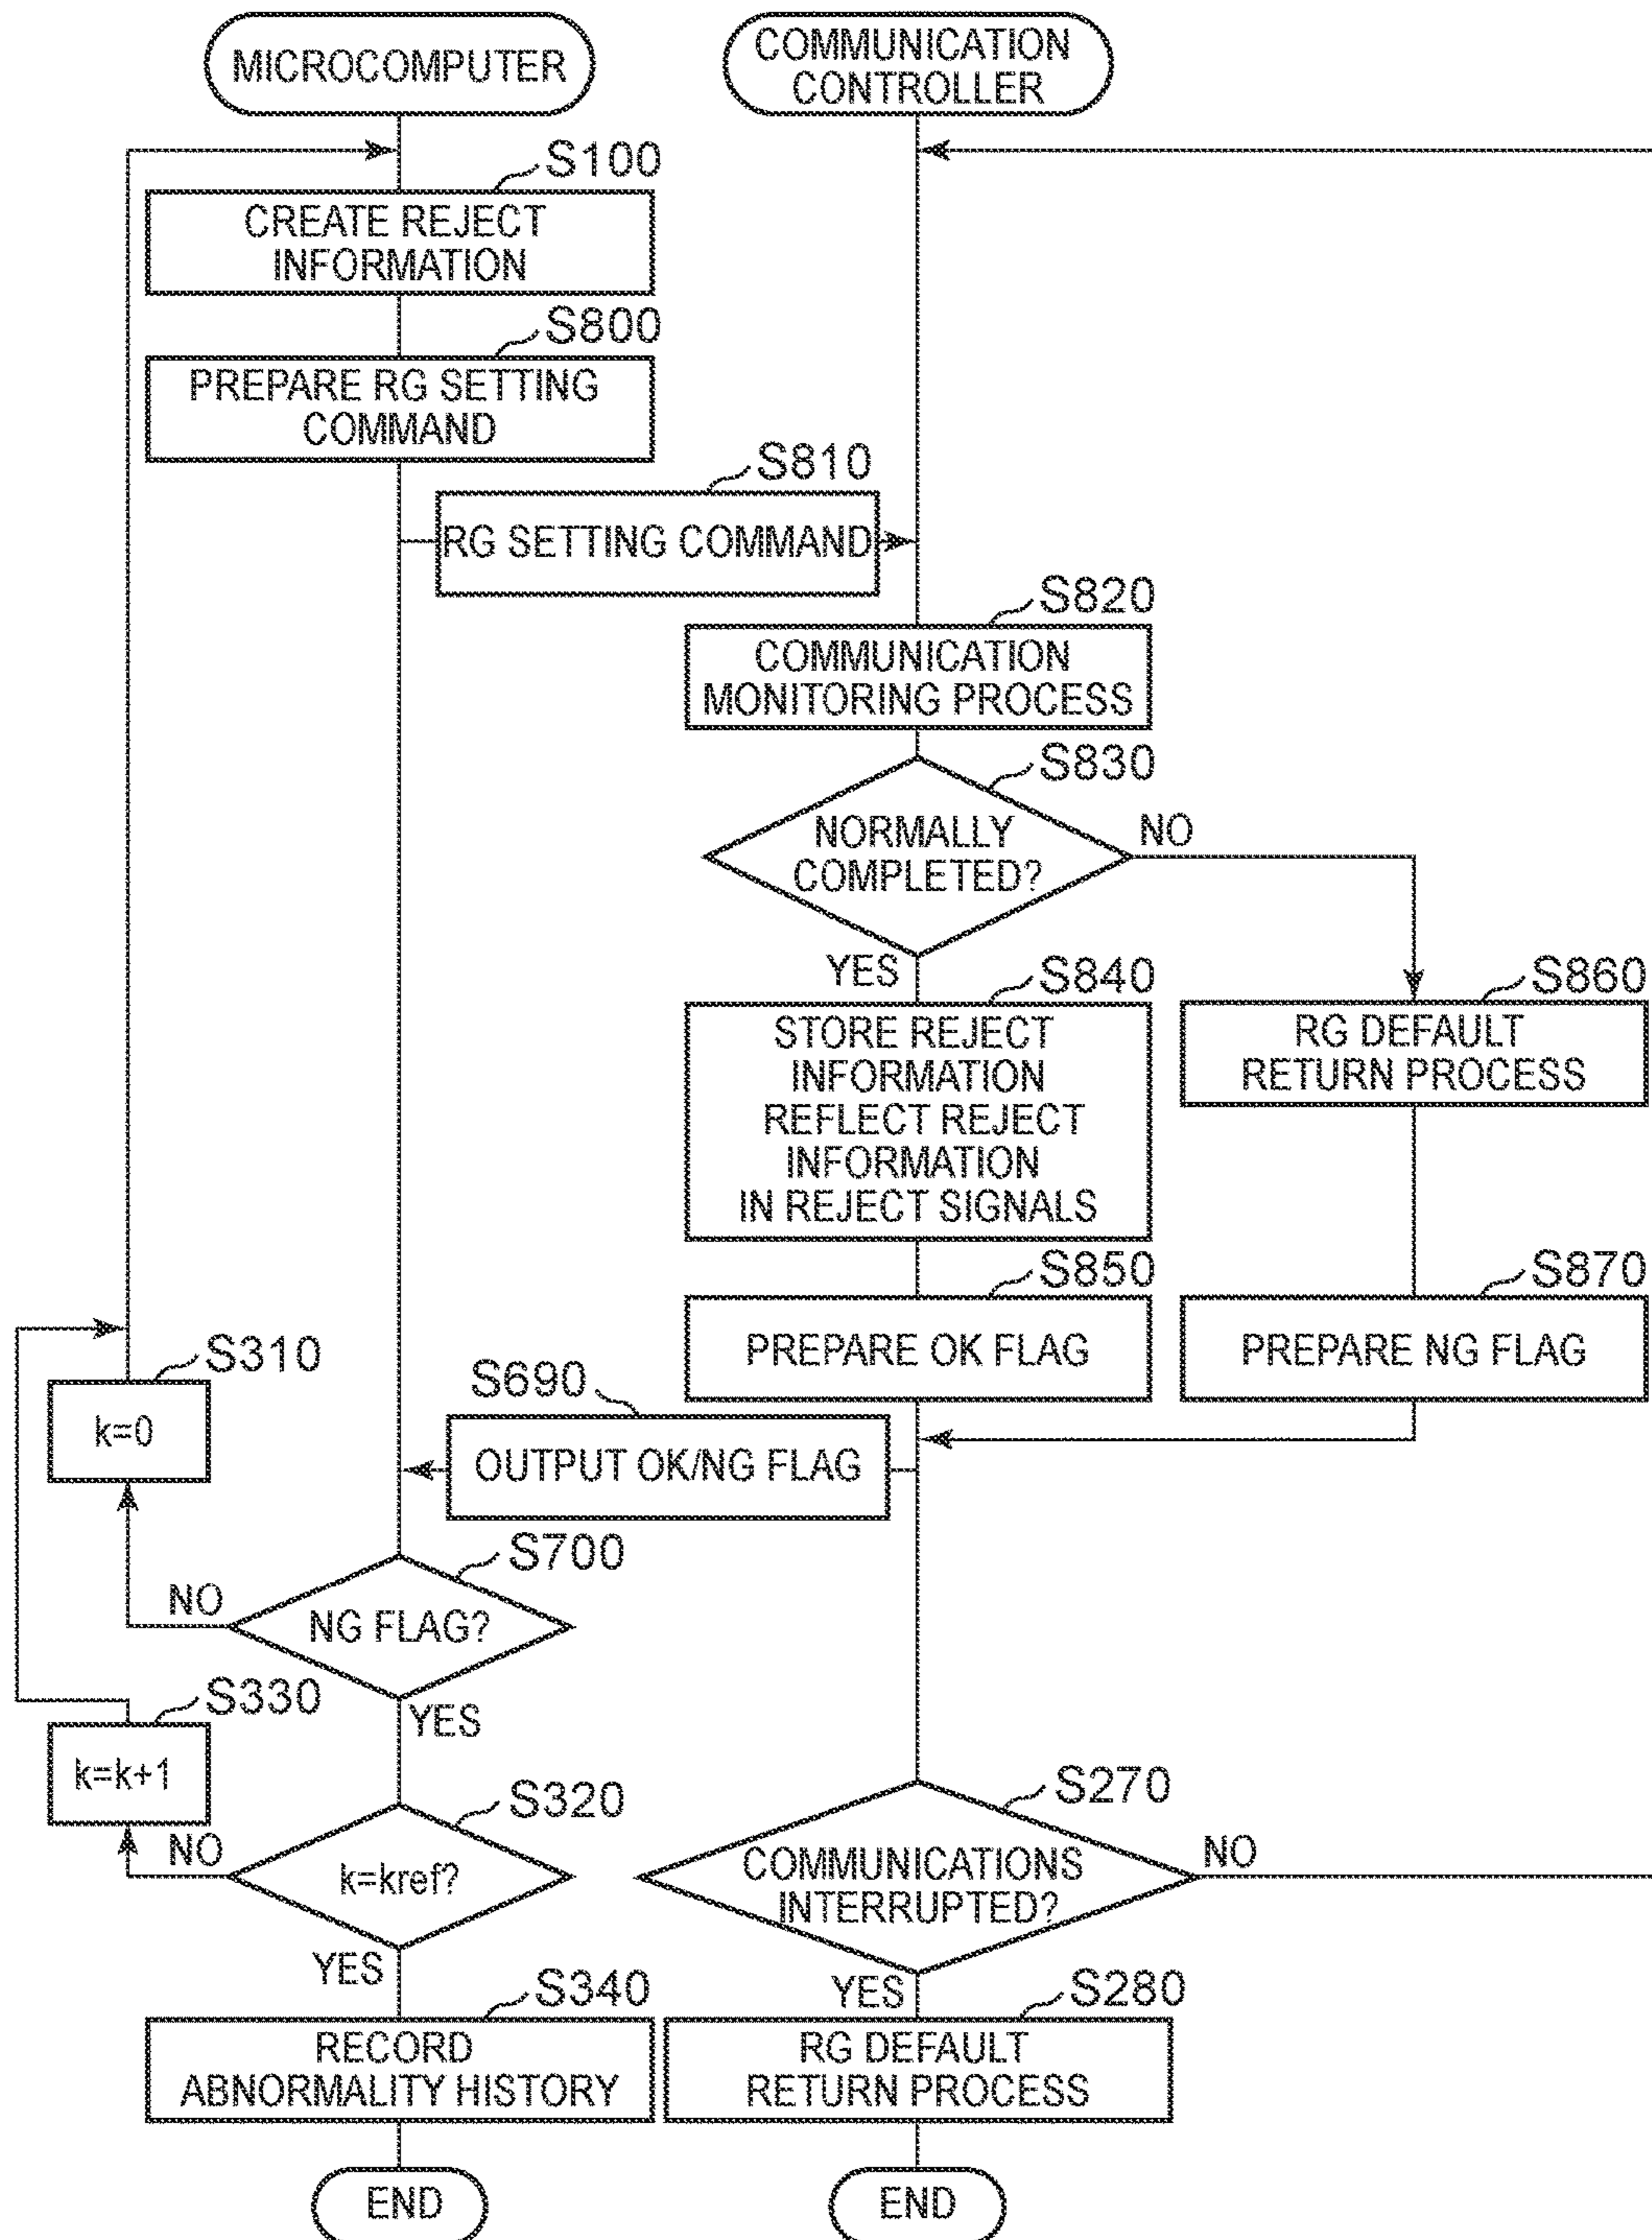 MICROCOMPUTER
COMMUNICATION
CONTROLLER
S100
CREATE REJECT
INFORMATION
S800
PREPARE RG SETTING
COMMAND
S810
RG SETTING COMMAND
S820
COMMUNICATION
MONITORING PROCESS
S830
NORMALLY
COMPLETED?
NO
YES
S840
STORE REJECT
INFORMATION
REFLECT REJECT
INFORMATION
IN REJECT SIGNALS
S860
RG DEFAULT
RETURN PROCESS
S850
PREPARE OK FLAG
S870
PREPARE NG FLAG
S310
k=0
S690
OUTPUT OK/NG FLAG
S700
NG FLAG?
NO
YES
S330
k=k+1
S320
k=kref?
NO
YES
S270
COMMUNICATIONS
INTERRUPTED?
NO
YES
S340
RECORD
ABNORMALITY HISTORY
S280
RG DEFAULT
RETURN PROCESS
END
END